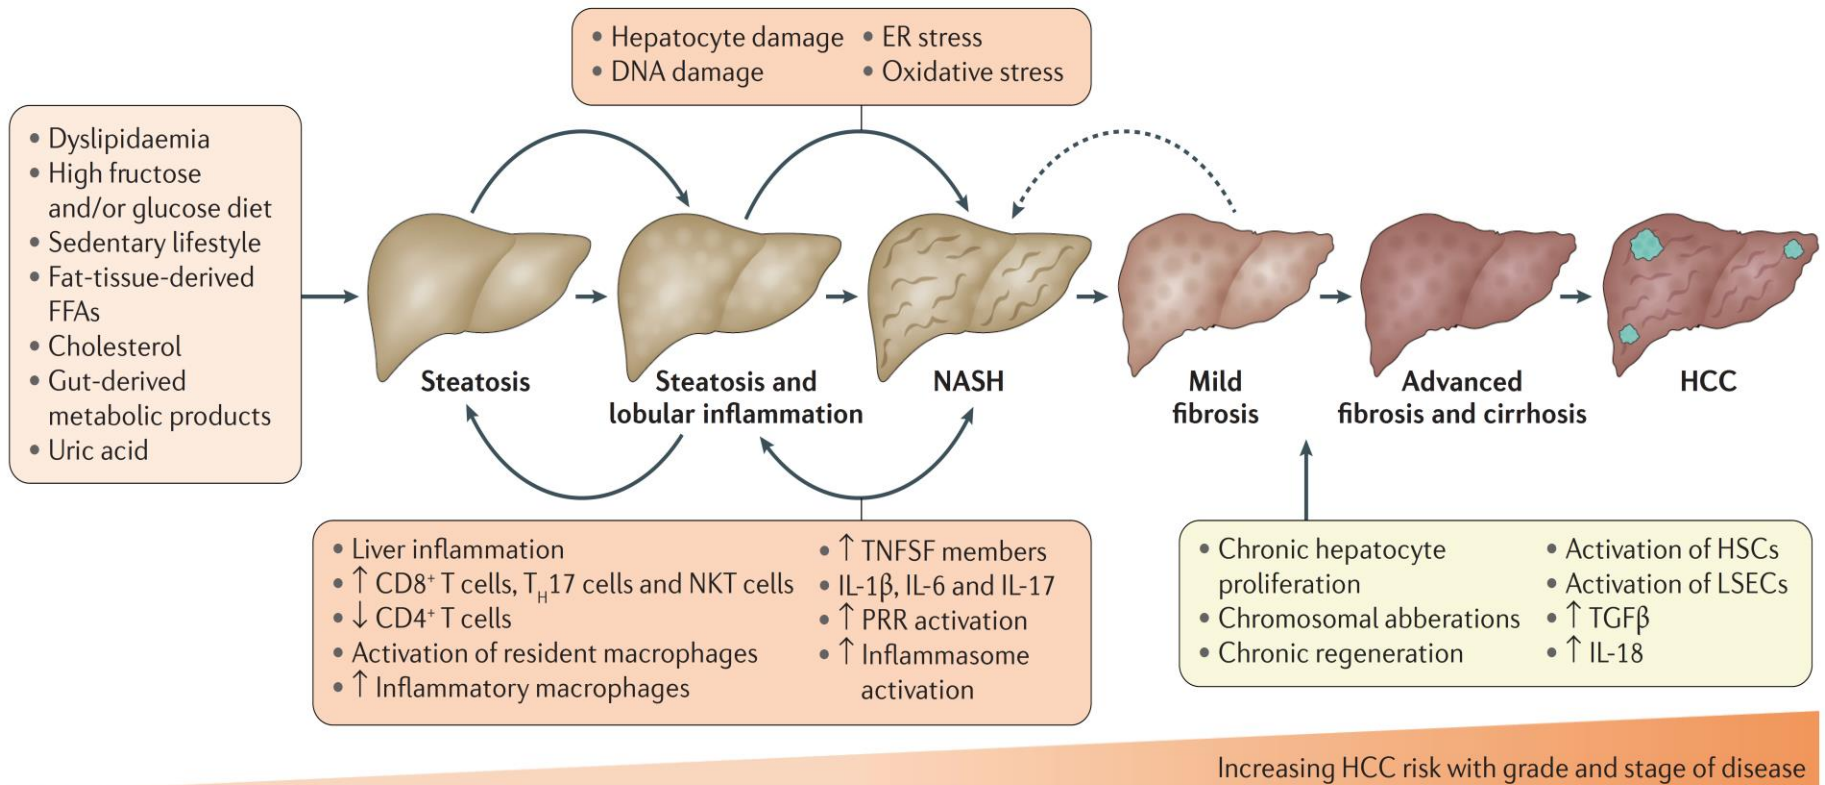 • Hepatocyte damage
• DNA damage
• ER stress
• Oxidative stress
• Dyslipidaemia
• High fructose
and/or glucose diet
• Sedentary lifestyle
• Fat-tissue-derived
FFAs
• Cholesterol
• Gut-derived
metabolic products
• Uric acid
Steatosis
Steatosis and
lobular inflammation
NASH
Mild
fibrosis
Advanced
fibrosis and cirrhosis
HCC
• Liver inflammation
• ↑ CD8⁺ T cells, T_H17 cells and NKT cells
• ↓ CD4⁺ T cells
• Activation of resident macrophages
• ↑ Inflammatory macrophages
• ↑ TNFSF members
• IL-1β, IL-6 and IL-17
• ↑ PRR activation
• ↑ Inflammasome
activation
• Chronic hepatocyte
proliferation
• Chromosomal abberations
• Chronic regeneration
• Activation of HSCs
• Activation of LSECs
• ↑ TGFβ
• ↑ IL-18
Increasing HCC risk with grade and stage of disease